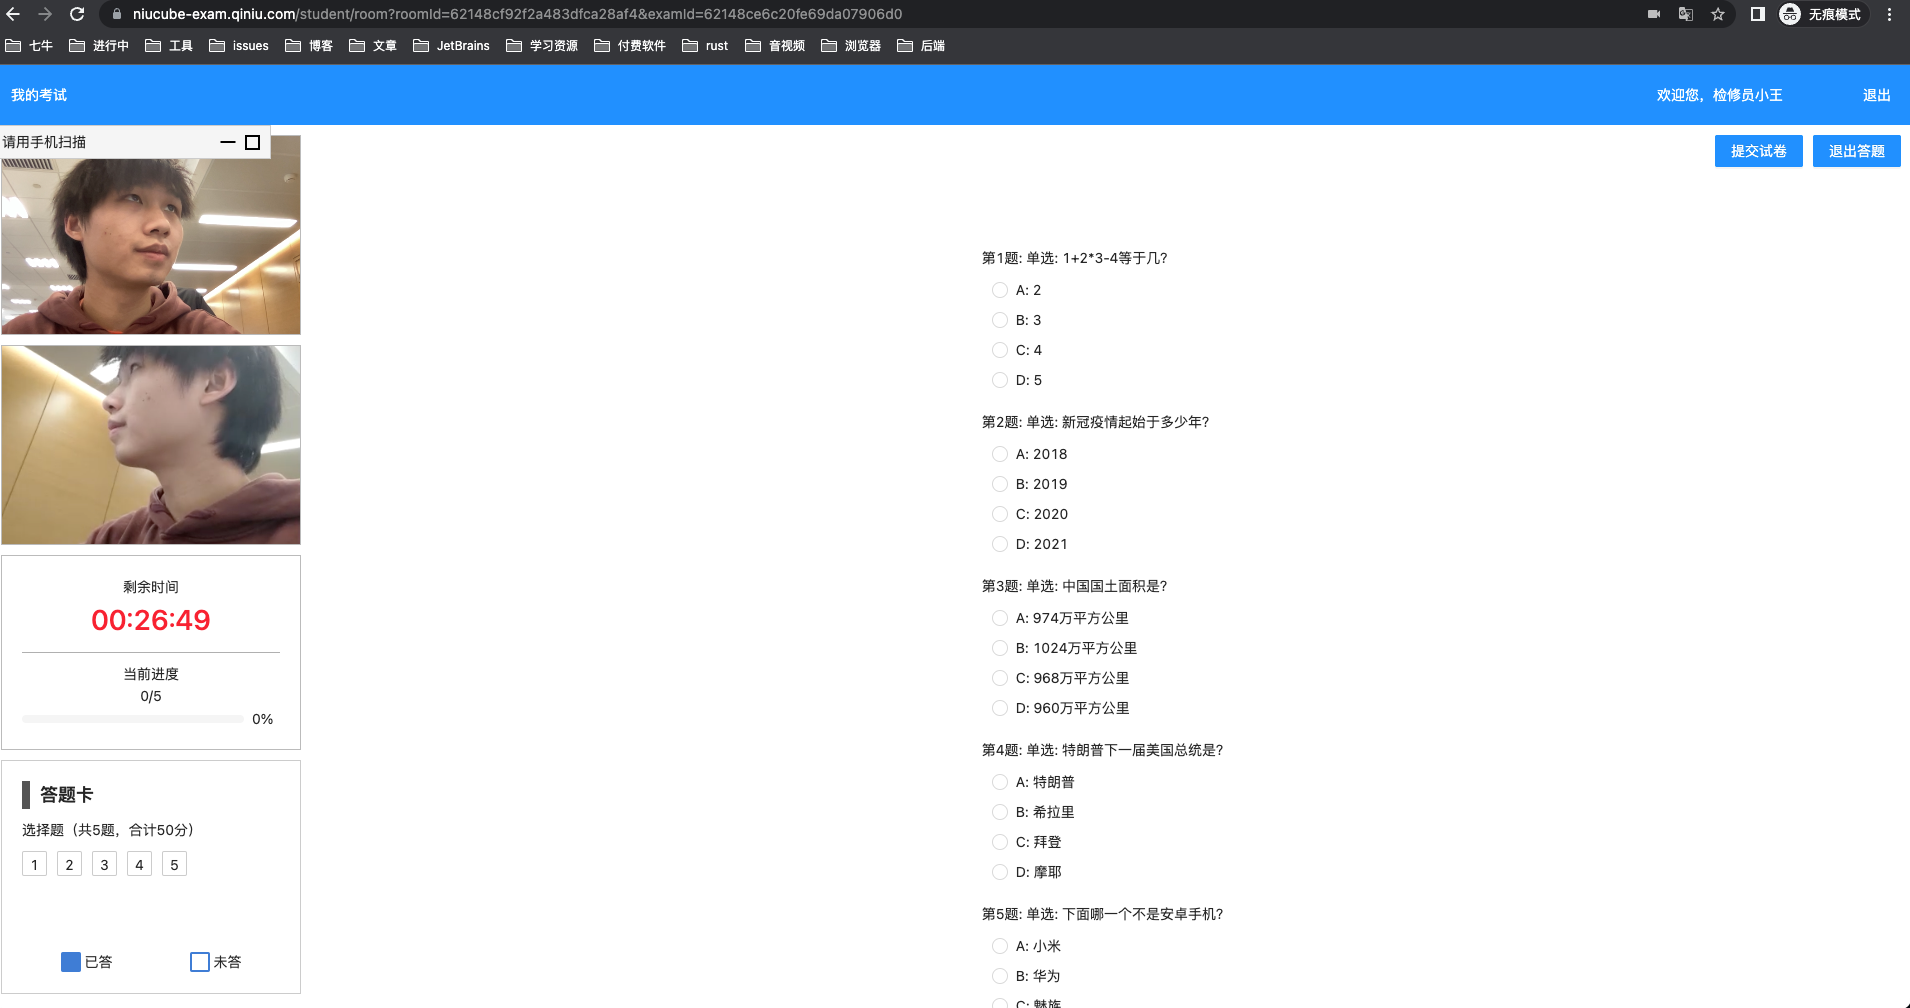 niucube-exam.qiniu.com/student/room?roomId=62148cf92f2a483dfca28af4&examId=62148ce6c20fe69da07906d0
无痕模式
七牛 进行中 工具 issues 博客 文章 JetBrains 学习资源 付费软件 rust 音视频 浏览器 后端
我的考试
欢迎您，检修员小王
退出
请用手机扫描
提交试卷
退出答题
剩余时间
00:26:49
当前进度
0/5
0%
答题卡
选择题（共5题，合计50分）
1 2 3 4 5
已答
未答
第1题: 单选: 1+2*3-4等于几?
A: 2
B: 3
C: 4
D: 5
第2题: 单选: 新冠疫情起始于多少年?
A: 2018
B: 2019
C: 2020
D: 2021
第3题: 单选: 中国国土面积是?
A: 974万平方公里
B: 1024万平方公里
C: 968万平方公里
D: 960万平方公里
第4题: 单选: 特朗普下一届美国总统是?
A: 特朗普
B: 希拉里
C: 拜登
D: 摩耶
第5题: 单选: 下面哪一个不是安卓手机?
A: 小米
B: 华为
C: 魅族